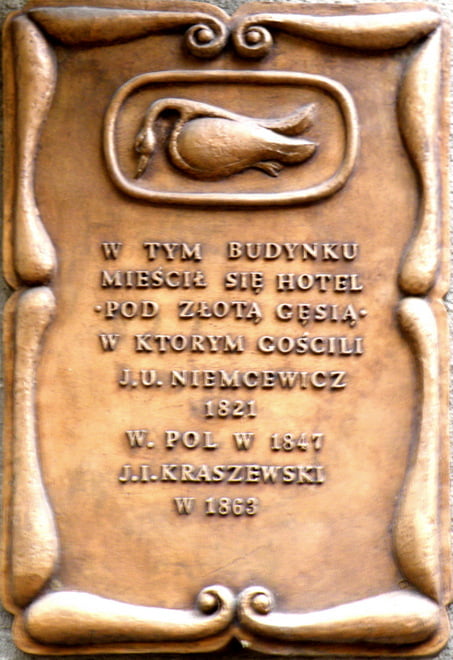 W TYM BUDYNKU
MIEŚCIŁ SIĘ HOTEL
·POD ZŁOTĄ GĘSIĄ·
W KTORYM GOŚCILI
J.U. NIEMCEWICZ
1821
W. POL W 1847
J.I. KRASZEWSKI
W 1863